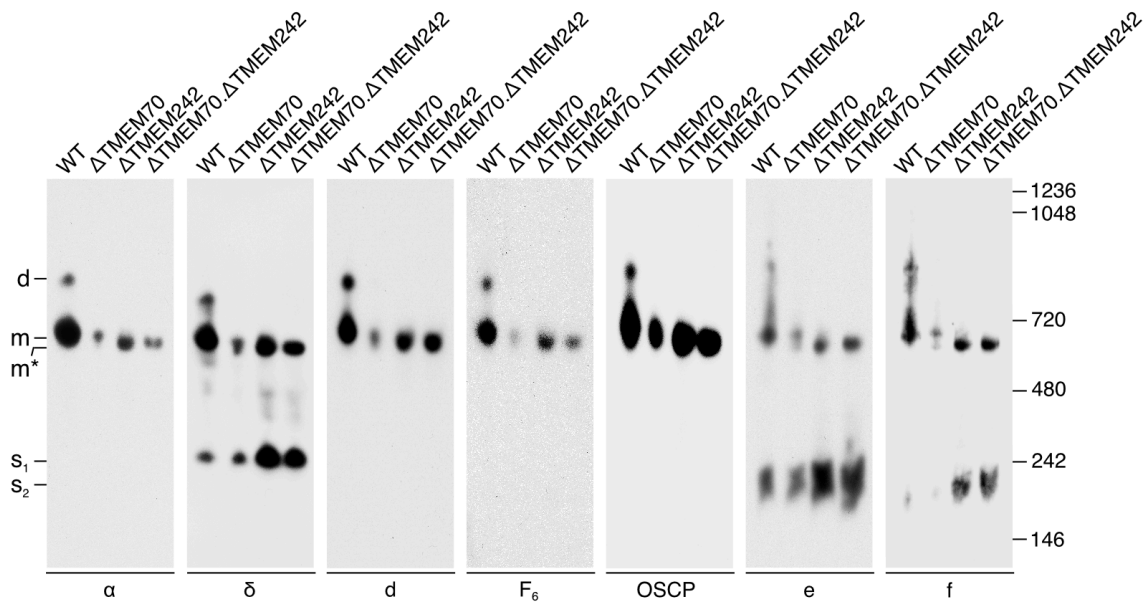 WT ΔTMEM70 ΔTMEM242 ΔTMEM70.ΔTMEM242
WT ΔTMEM70 ΔTMEM242 ΔTMEM70.ΔTMEM242
WT ΔTMEM70 ΔTMEM242 ΔTMEM70.ΔTMEM242
WT ΔTMEM70 ΔTMEM242 ΔTMEM70.ΔTMEM242
WT ΔTMEM70 ΔTMEM242 ΔTMEM70.ΔTMEM242
WT ΔTMEM70 ΔTMEM242 ΔTMEM70.ΔTMEM242
WT ΔTMEM70 ΔTMEM242 ΔTMEM70.ΔTMEM242
d
m
m*
s₁
s₂
1236
1048
720
480
242
146
α δ d F₆ OSCP e f